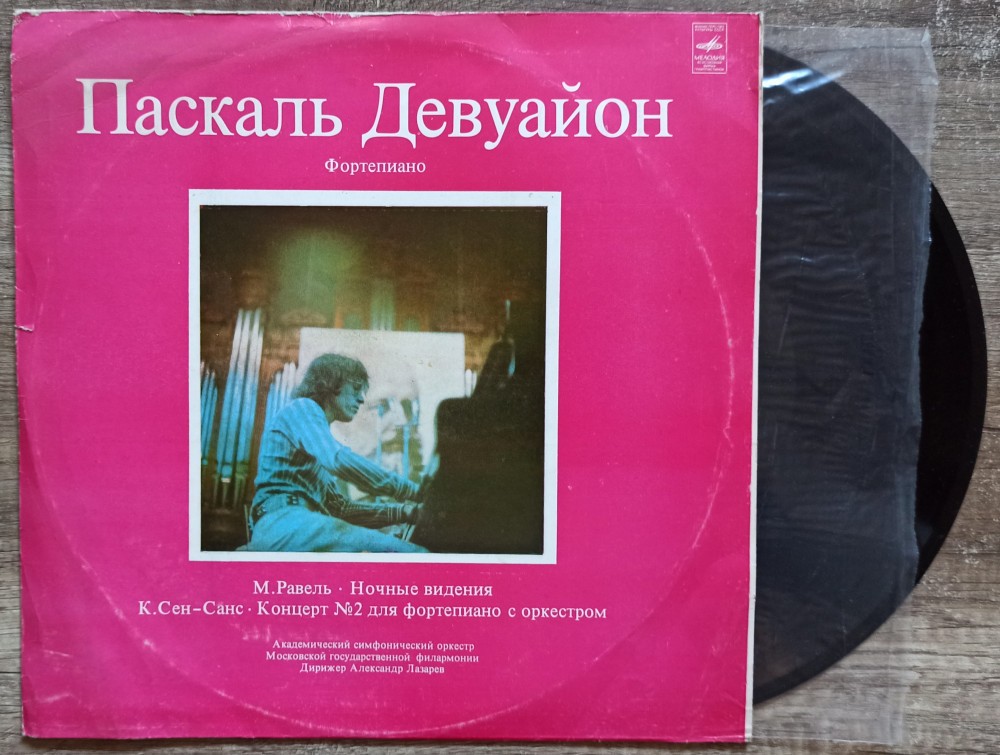 МЕЛОДИЯ
Паскаль Девуайон
Фортепиано
М.Равель · Ночные видения
К.Сен-Санс · Концерт №2 для фортепиано с оркестром
Академический симфонический оркестр
Московской государственной филармонии
Дирижер Александр Лазарев